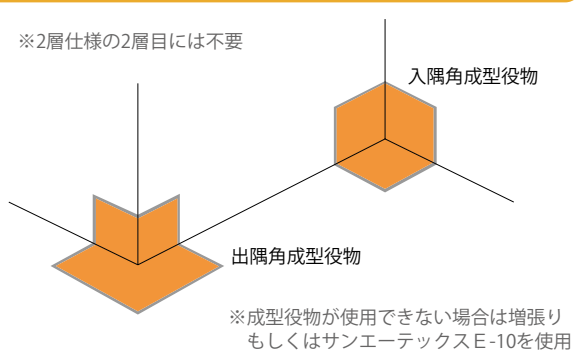 ※2層仕様の2層目には不要
入隅角成型役物
出隅角成型役物
※成型役物が使用できない場合は増張り
もしくはサンエーテックスE-10を使用